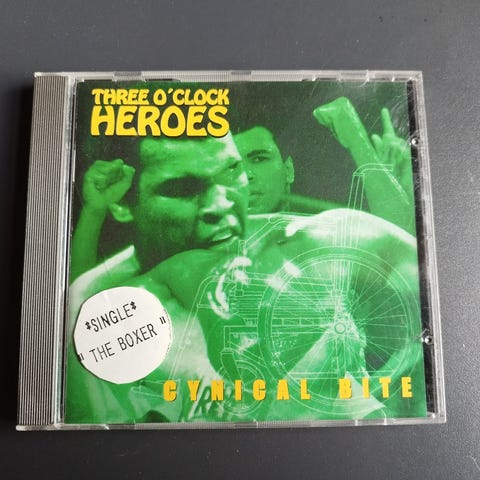 THREE O'CLOCK
HEROES
*SINGLE*
" THE BOXER "
CYNICAL BITE